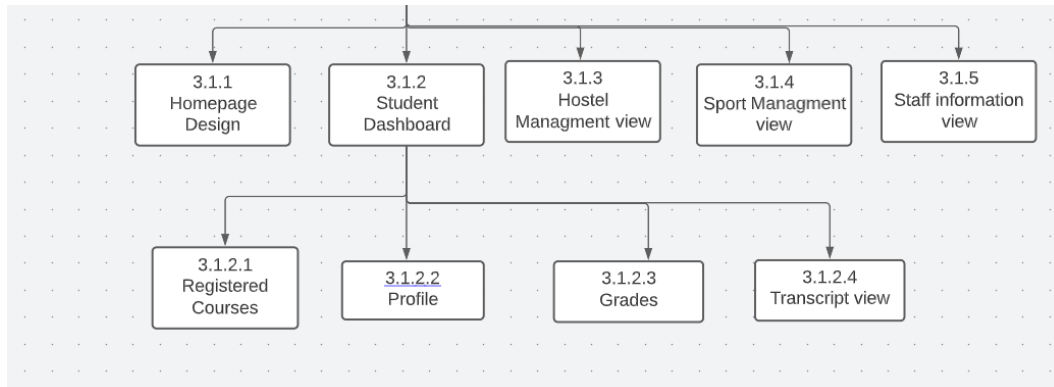 3.1.1
Homepage
Design
3.1.2
Student
Dashboard
3.1.3
Hostel
Managment view
3.1.4
Sport Managment
view
3.1.5
Staff information
view
3.1.2.1
Registered
Courses
3.1.2.2
Profile
3.1.2.3
Grades
3.1.2.4
Transcript view